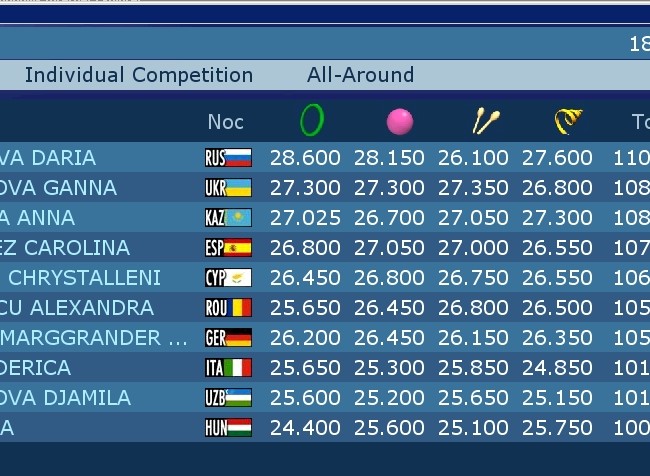 18
Individual Competition All-Around
Noc To
VA DARIA RUS 28.600 28.150 26.100 27.600 110
OVA GANNA UKR 27.300 27.300 27.350 26.800 108
A ANNA KAZ 27.025 26.700 27.050 27.300 108
EZ CAROLINA ESP 26.800 27.050 27.000 26.550 107
CHRYSTALLENI CYP 26.450 26.800 26.750 26.550 106
CU ALEXANDRA ROU 25.650 26.450 26.800 26.500 105
MARGGRANDER ... GER 26.200 26.450 26.150 26.350 105
DERICA ITA 25.650 25.300 25.850 24.850 101
OVA DJAMILA UZB 25.600 25.200 25.650 25.150 101
A HUN 24.400 25.600 25.100 25.750 100